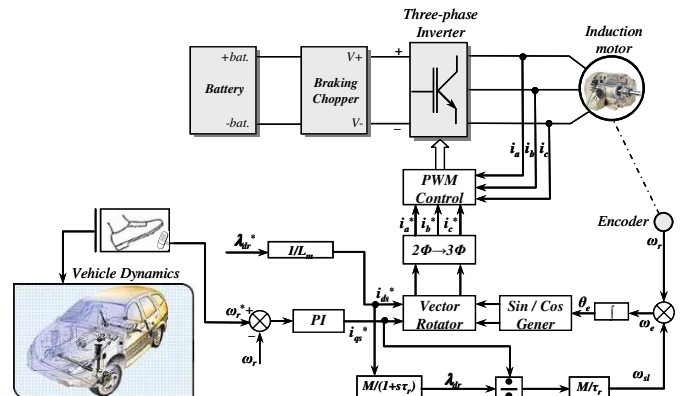 Three-phase
Inverter
Induction
motor
+bat.
V+
+
Battery
Braking
Chopper
-bat.
V-
−
i_a i_b i_c
PWM
Control
i_a^* i_b^* i_c^*
Encoder
ω_r
λ_dr^*
1/L_m
2Φ→3Φ
Vehicle Dynamics
i_ds^*
ω_r^* +
−
PI
i_qs^*
Vector
Rotator
Sin / Cos
Gener
θ_e
∫
ω_e
ω_r
M/(1+sτ_r)
λ_dr
÷
M/τ_r
ω_sl